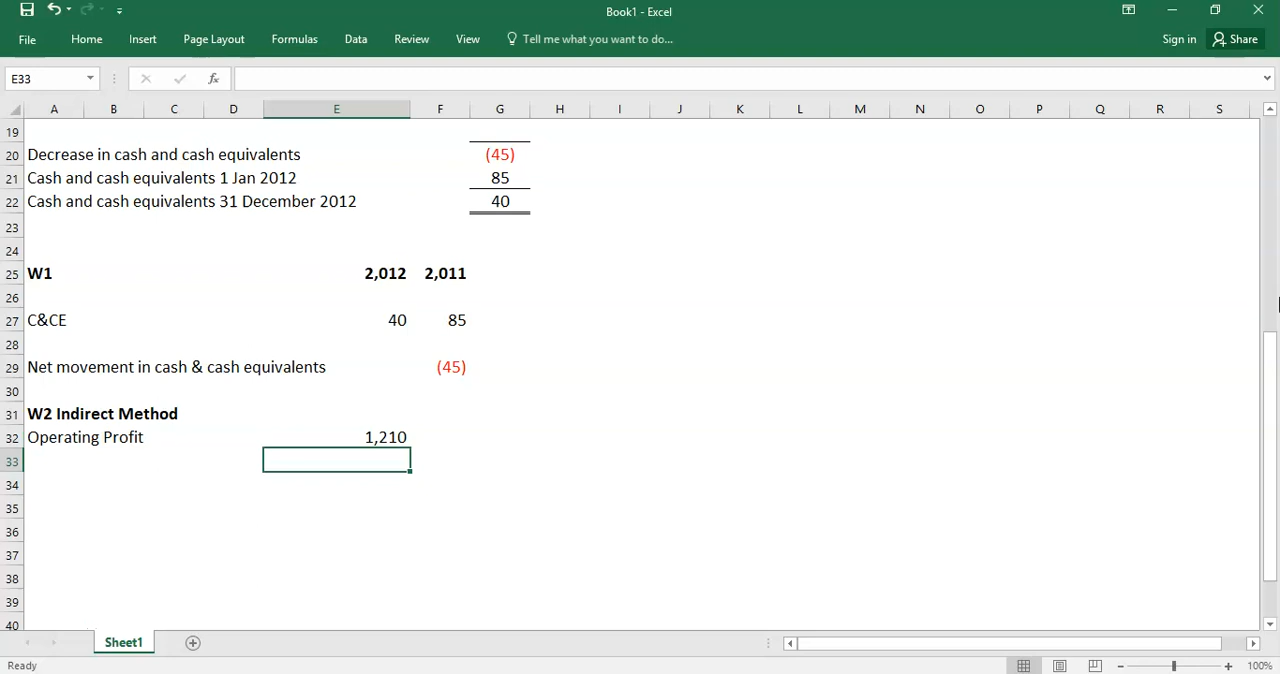 Book1 - Excel
File Home Insert Page Layout Formulas Data Review View Tell me what you want to do... Sign in Share
E33 fx
A B C D E F G H I J K L M N O P Q R S
19
20 Decrease in cash and cash equivalents (45)
21 Cash and cash equivalents 1 Jan 2012 85
22 Cash and cash equivalents 31 December 2012 40
23
24
25 W1 2,012 2,011
26
27 C&CE 40 85
28
29 Net movement in cash & cash equivalents (45)
30
31 W2 Indirect Method
32 Operating Profit 1,210
33
34
35
36
37
38
39
40
Sheet1
Ready 100%